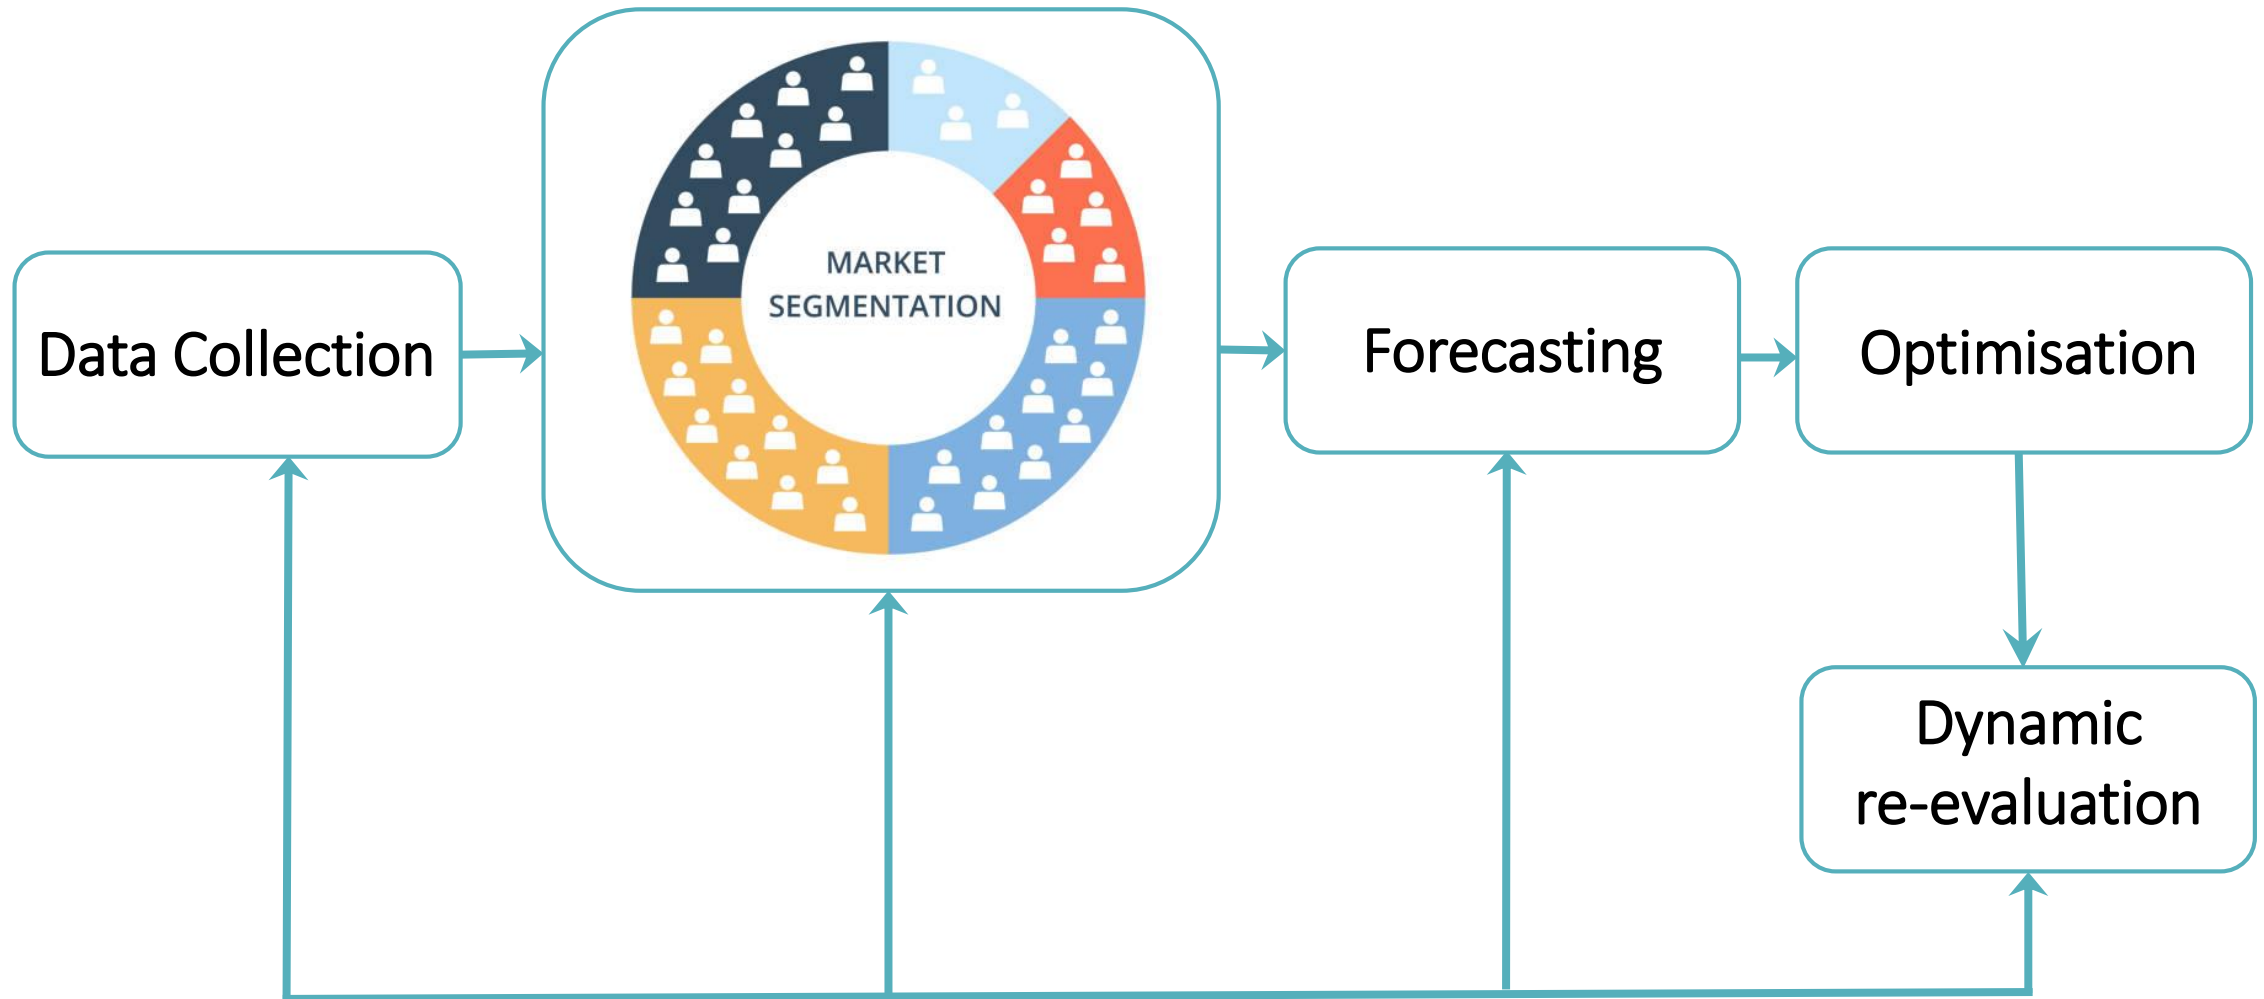 Data Collection
MARKET
SEGMENTATION
Forecasting
Optimisation
Dynamic
re-evaluation